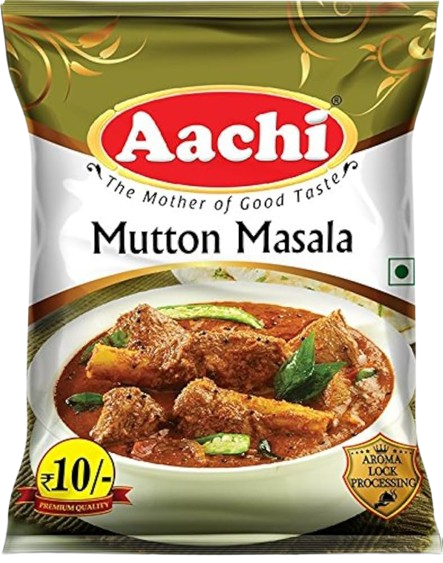 Aachi®
The Mother of Good Taste
Mutton Masala
₹10/-
PREMIUM QUALITY
AROMA
LOCK
PROCESSING